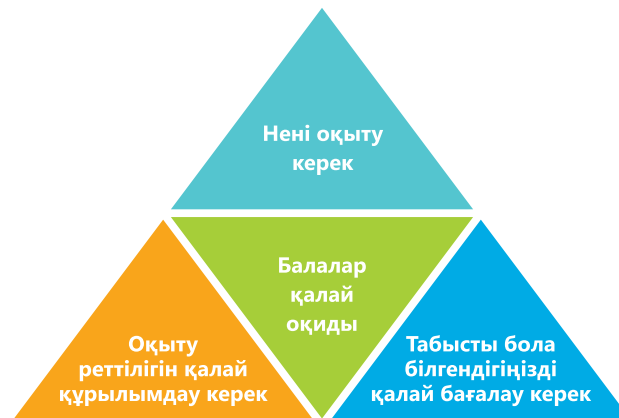 Нені оқыту
керек
Балалар
қалай
оқиды
Оқыту
реттілігін қалай
құрылымдау керек
Табысты бола
білгендігіңізді
қалай бағалау керек